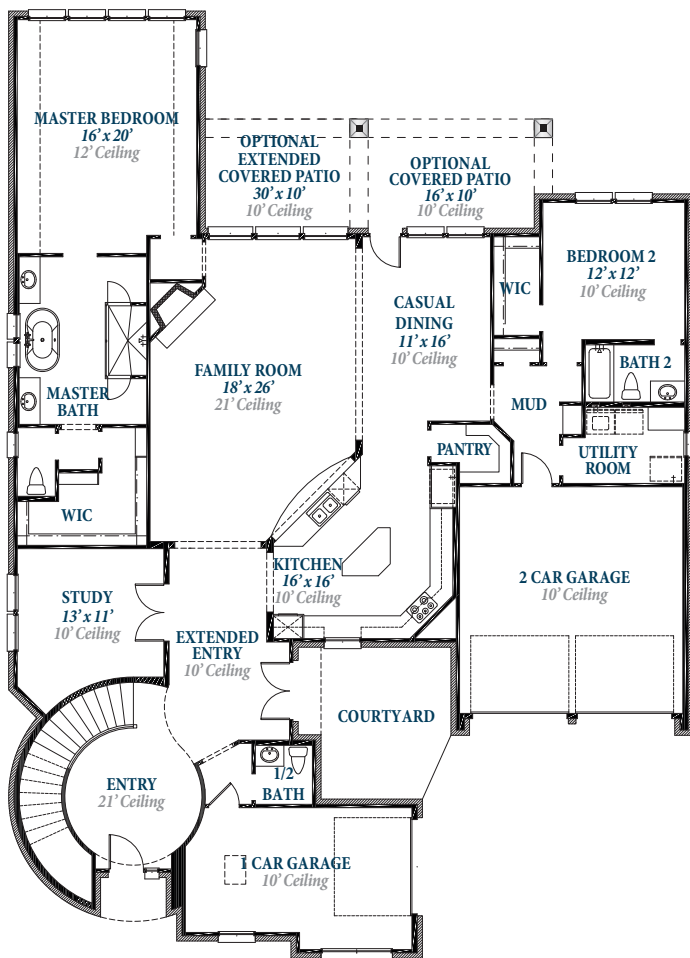 MASTER BEDROOM
16' x 20'
12' Ceiling
OPTIONAL
EXTENDED
COVERED PATIO
30' x 10'
10' Ceiling
OPTIONAL
COVERED PATIO
16' x 10'
10' Ceiling
BEDROOM 2
12' x 12'
10' Ceiling
WIC
CASUAL
DINING
11' x 16'
10' Ceiling
FAMILY ROOM
18' x 26'
21' Ceiling
BATH 2
MASTER
BATH
MUD
PANTRY
UTILITY
ROOM
WIC
KITCHEN
16' x 16'
10' Ceiling
2 CAR GARAGE
10' Ceiling
STUDY
13' x 11'
10' Ceiling
EXTENDED
ENTRY
10' Ceiling
COURTYARD
ENTRY
21' Ceiling
1/2
BATH
1 CAR GARAGE
10' Ceiling